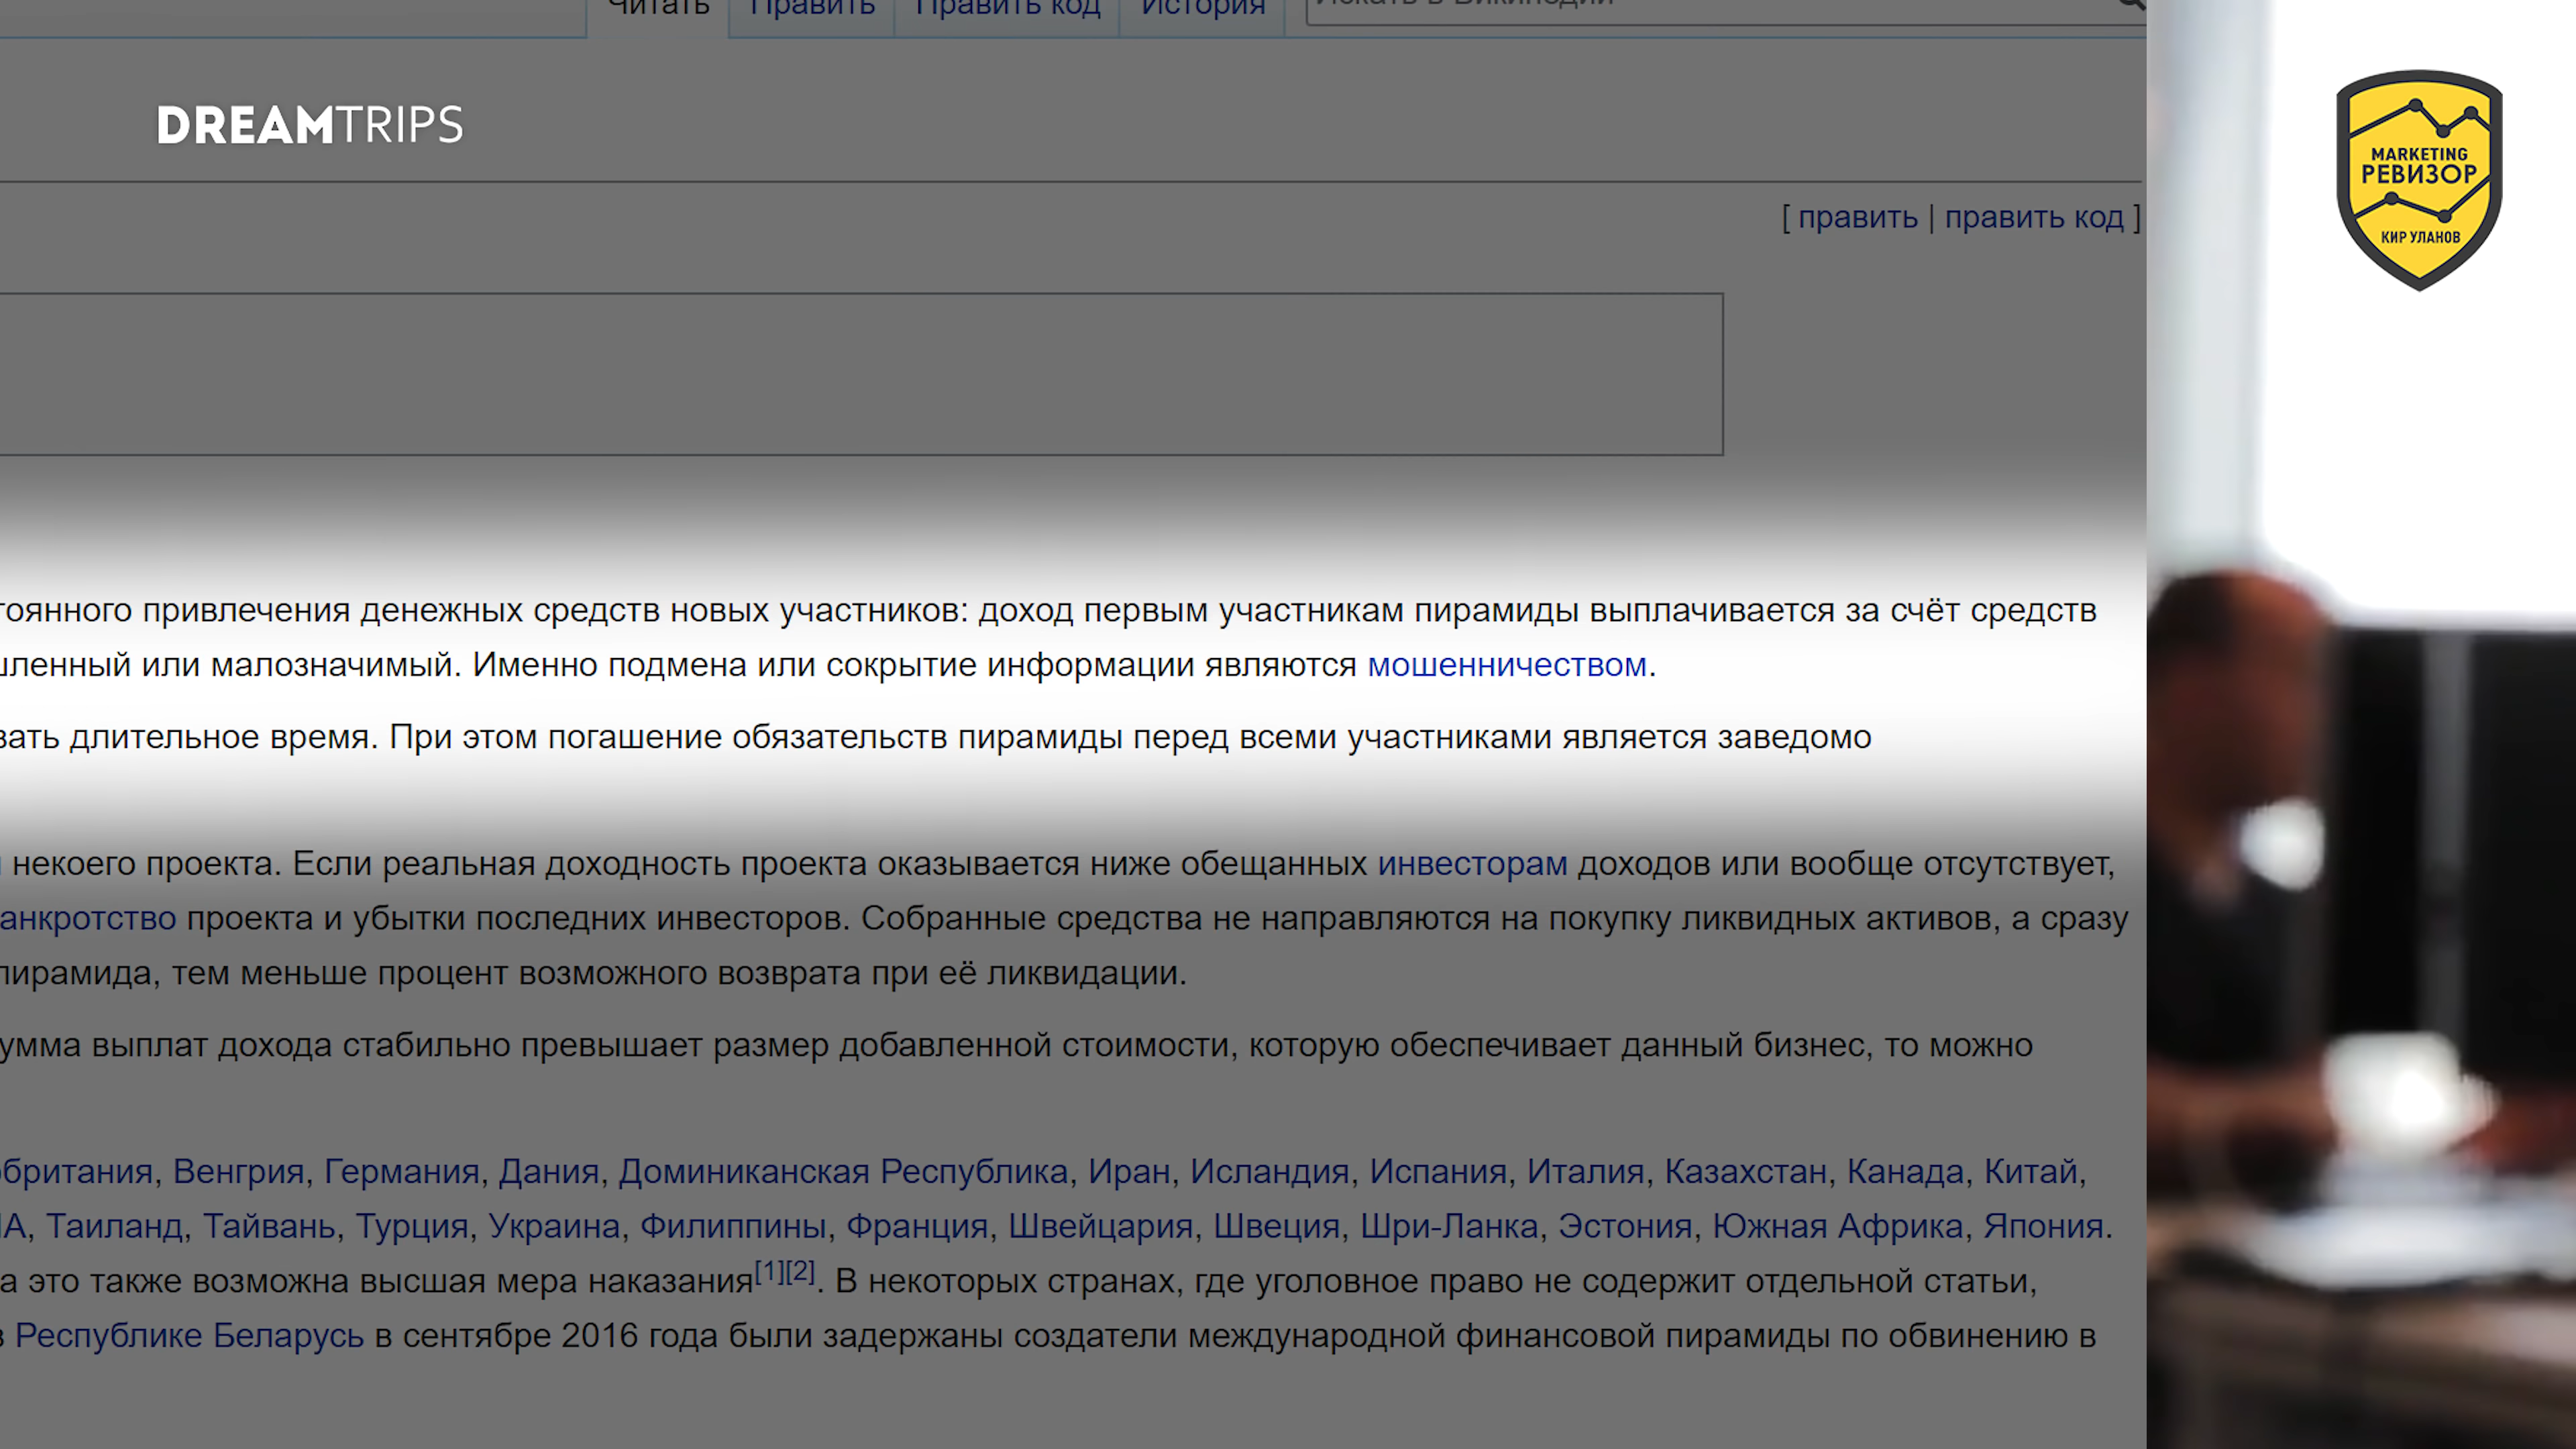 Читать Править Править код История Искать в Википедии
DREAMTRIPS
MARKETING
РЕВИЗОР
КИР УЛАНОВ
[ править | править код ]
тоянного привлечения денежных средств новых участников: доход первым участникам пирамиды выплачивается за счёт средств
шленный или малозначимый. Именно подмена или сокрытие информации являются мошенничеством.
вать длительное время. При этом погашение обязательств пирамиды перед всеми участниками является заведомо
некоего проекта. Если реальная доходность проекта оказывается ниже обещанных инвесторам доходов или вообще отсутствует,
анкротство проекта и убытки последних инвесторов. Собранные средства не направляются на покупку ликвидных активов, а сразу
пирамида, тем меньше процент возможного возврата при её ликвидации.
умма выплат дохода стабильно превышает размер добавленной стоимости, которую обеспечивает данный бизнес, то можно
обритания, Венгрия, Германия, Дания, Доминиканская Республика, Иран, Исландия, Испания, Италия, Казахстан, Канада, Китай,
А, Таиланд, Тайвань, Турция, Украина, Филиппины, Франция, Швейцария, Швеция, Шри-Ланка, Эстония, Южная Африка, Япония.
а это также возможна высшая мера наказания[1][2]. В некоторых странах, где уголовное право не содержит отдельной статьи,
в Республике Беларусь в сентябре 2016 года были задержаны создатели международной финансовой пирамиды по обвинению в